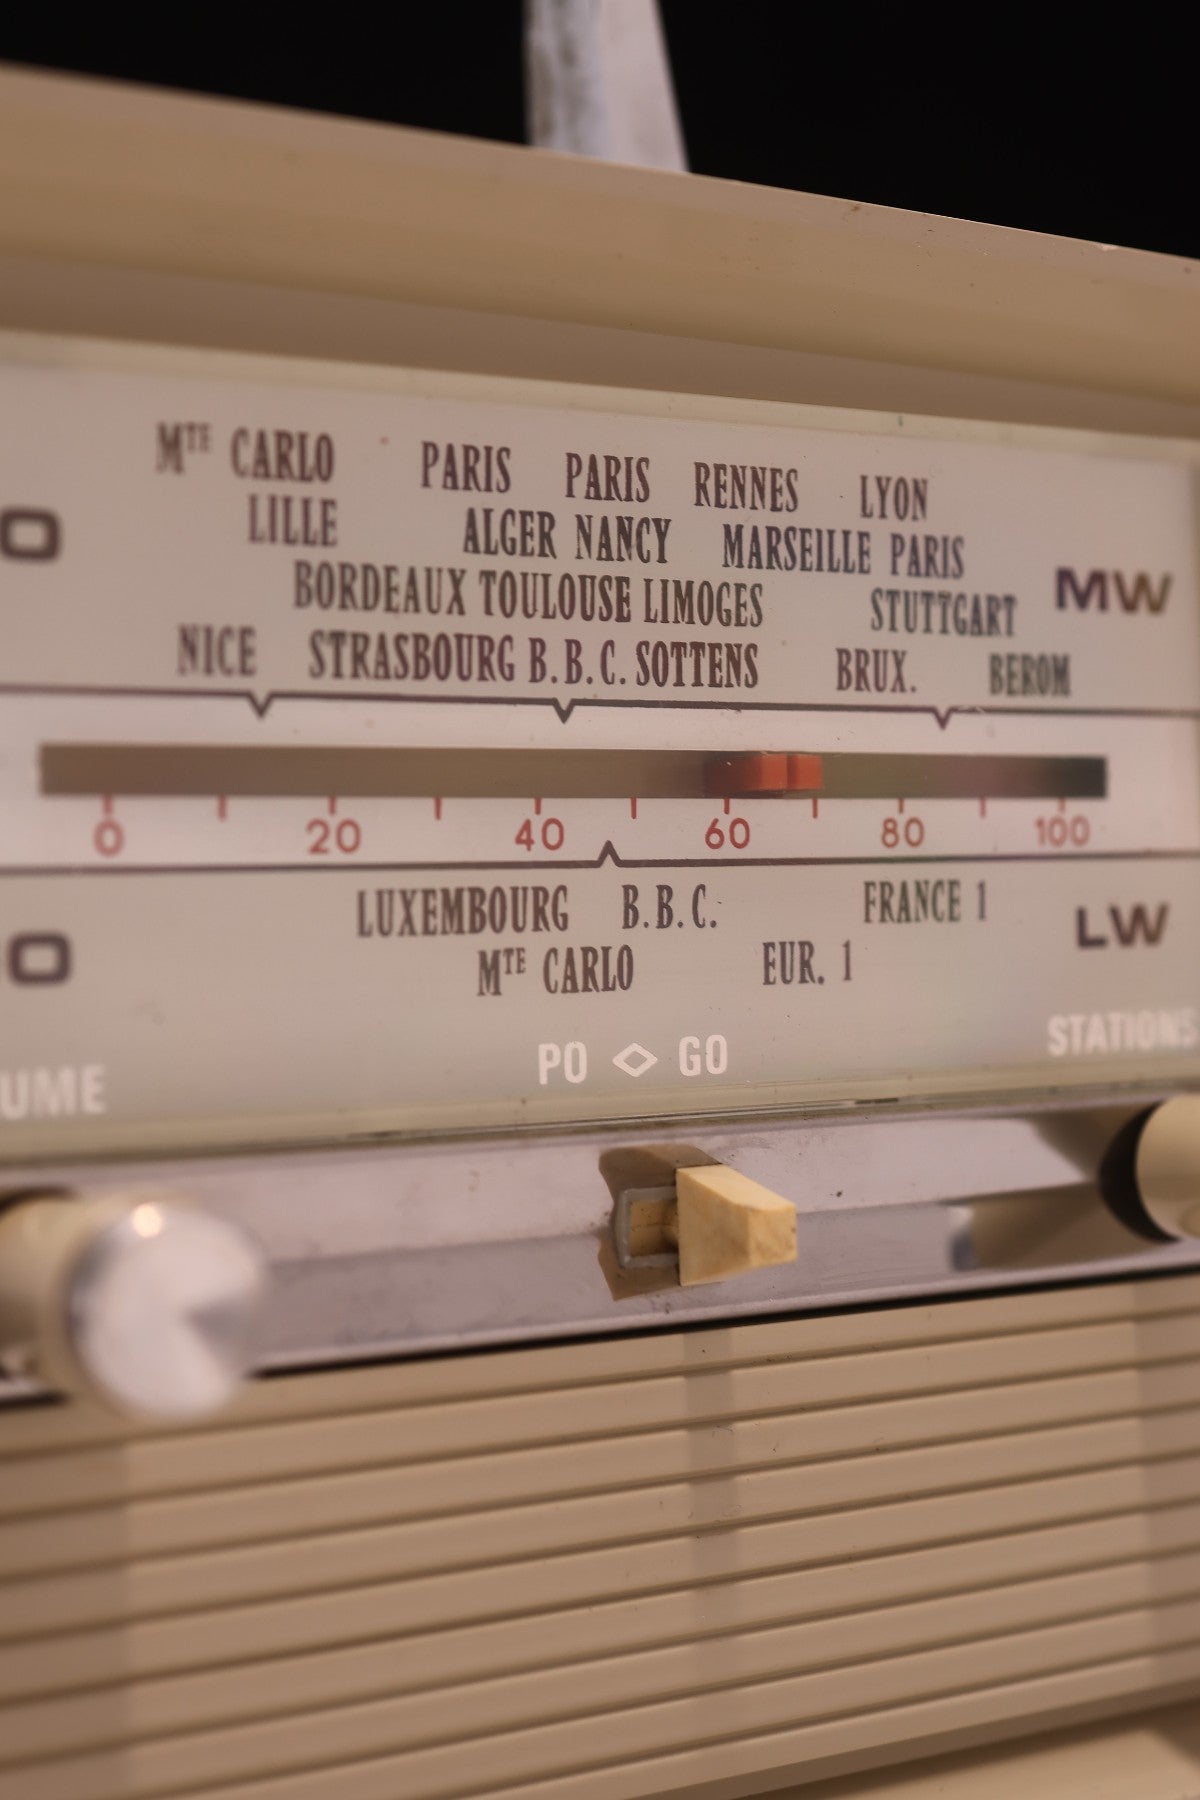 Mᵀᴱ CARLO PARIS PARIS RENNES LYON
LILLE ALGER NANCY MARSEILLE PARIS
O BORDEAUX TOULOUSE LIMOGES STUTTGART MW
NICE STRASBOURG B.B.C. SOTTENS BRUX. BEROM
0 20 40 60 80 100
LUXEMBOURG B.B.C. FRANCE 1
O Mᵀᴱ CARLO EUR. 1 LW
UME PO ◇ GO STATIONS